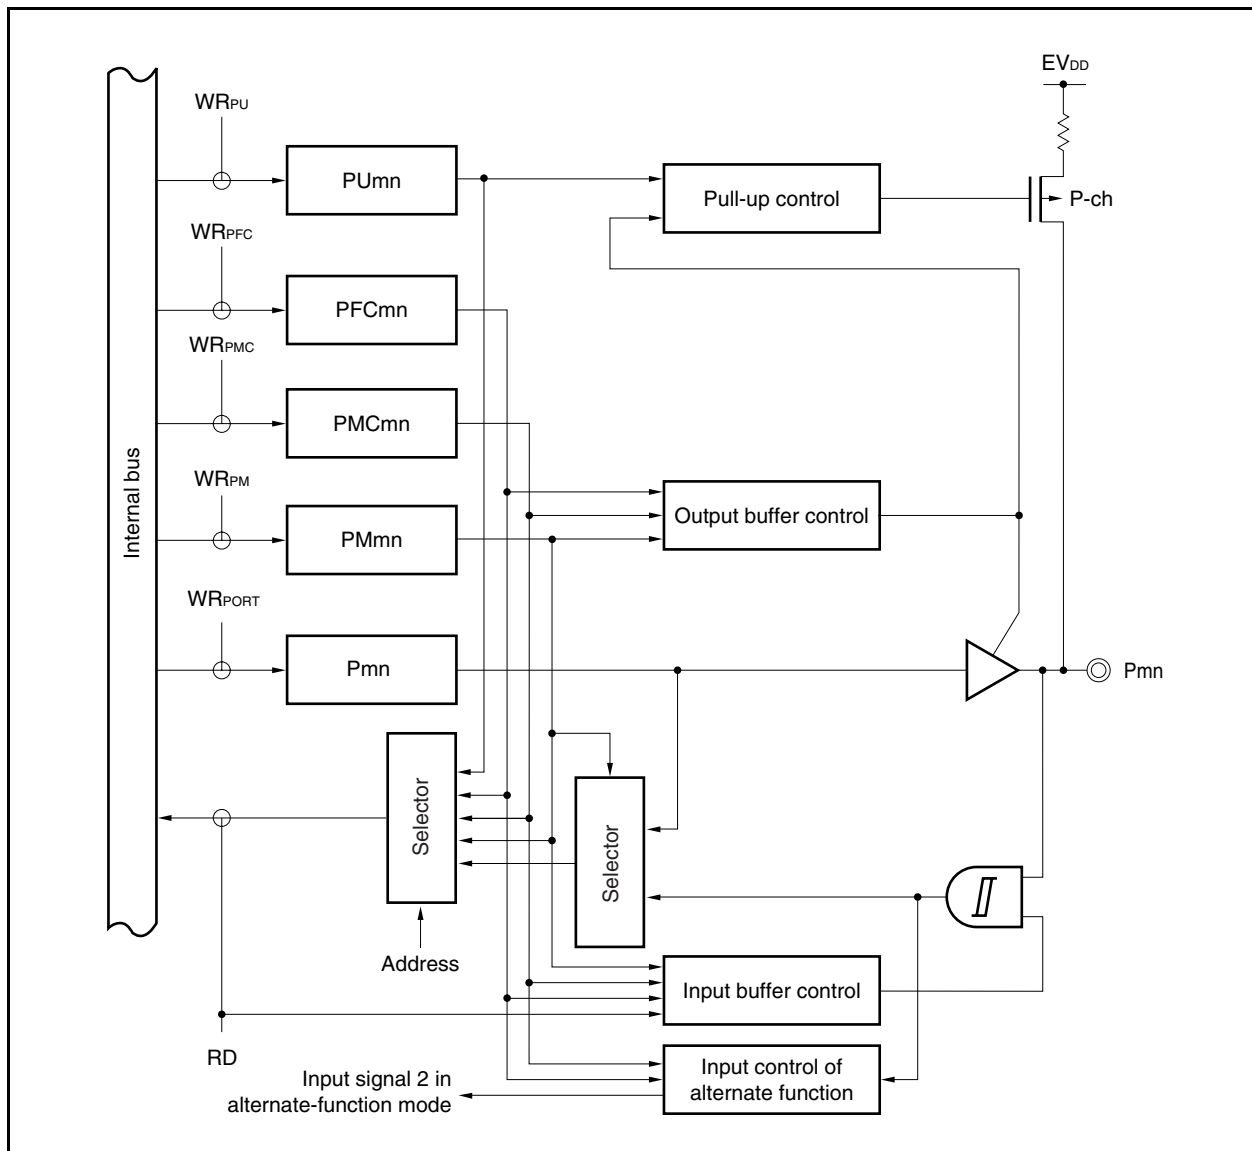 EVDD
WRPU
PUmn
Pull-up control
P-ch
WRPFC
PFCmn
WRPMC
PMCmn
Internal bus
WRPM
PMmn
Output buffer control
WRPORT
Pmn
Pmn
Selector
Selector
Address
Input buffer control
RD
Input control of
alternate function
Input signal 2 in
alternate-function mode